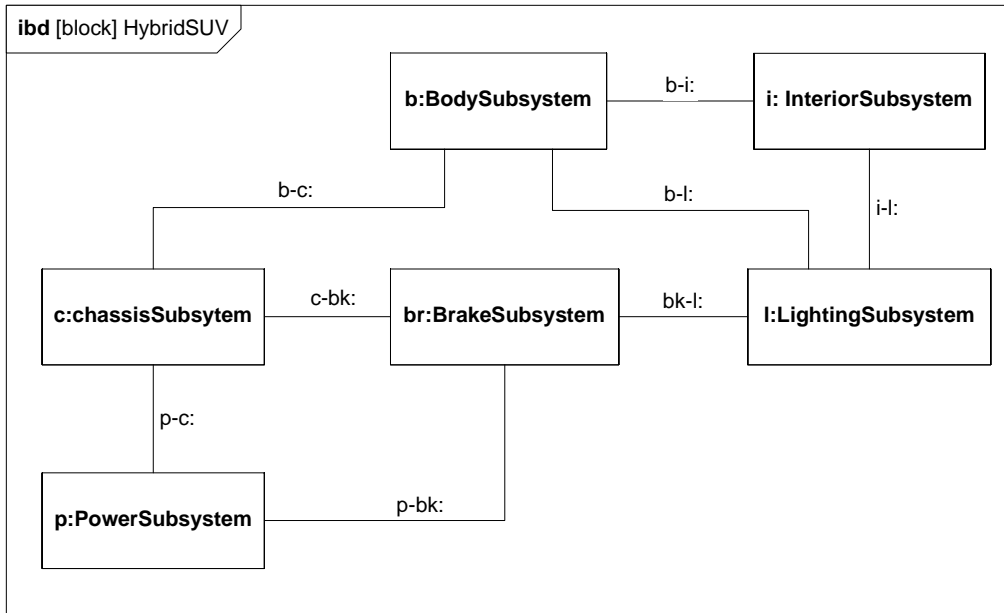 ibd [block] HybridSUV
b:BodySubsystem
b-i:
i: InteriorSubsystem
b-c:
b-l:
i-l:
c:chassisSubsytem
c-bk:
br:BrakeSubsystem
bk-l:
l:LightingSubsystem
p-c:
p:PowerSubsystem
p-bk: